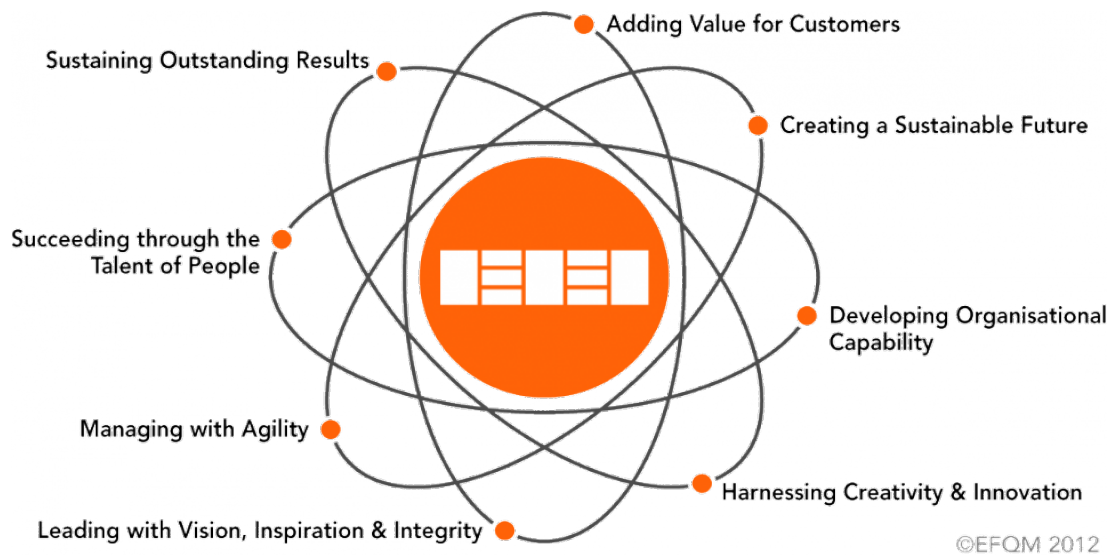 Adding Value for Customers
Sustaining Outstanding Results
Creating a Sustainable Future
Succeeding through the
Talent of People
Developing Organisational
Capability
Managing with Agility
Harnessing Creativity & Innovation
Leading with Vision, Inspiration & Integrity
©EFQM 2012